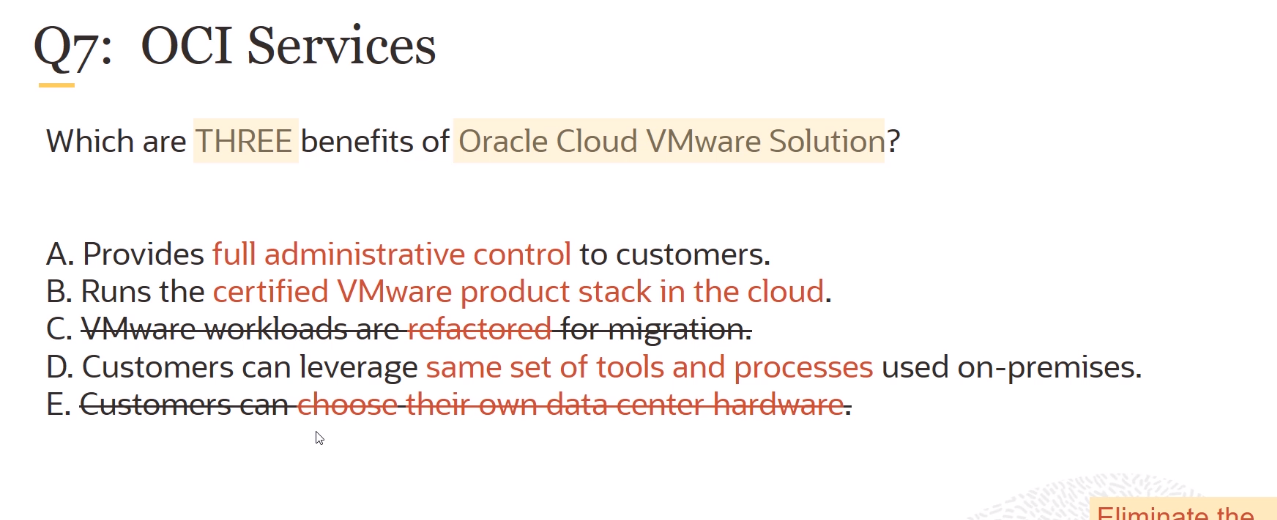 Q7: OCI Services
Which are THREE benefits of Oracle Cloud VMware Solution?
A. Provides full administrative control to customers.
B. Runs the certified VMware product stack in the cloud.
C. VMware workloads are refactored for migration.
D. Customers can leverage same set of tools and processes used on-premises.
E. Customers can choose their own data center hardware.
Eliminate the